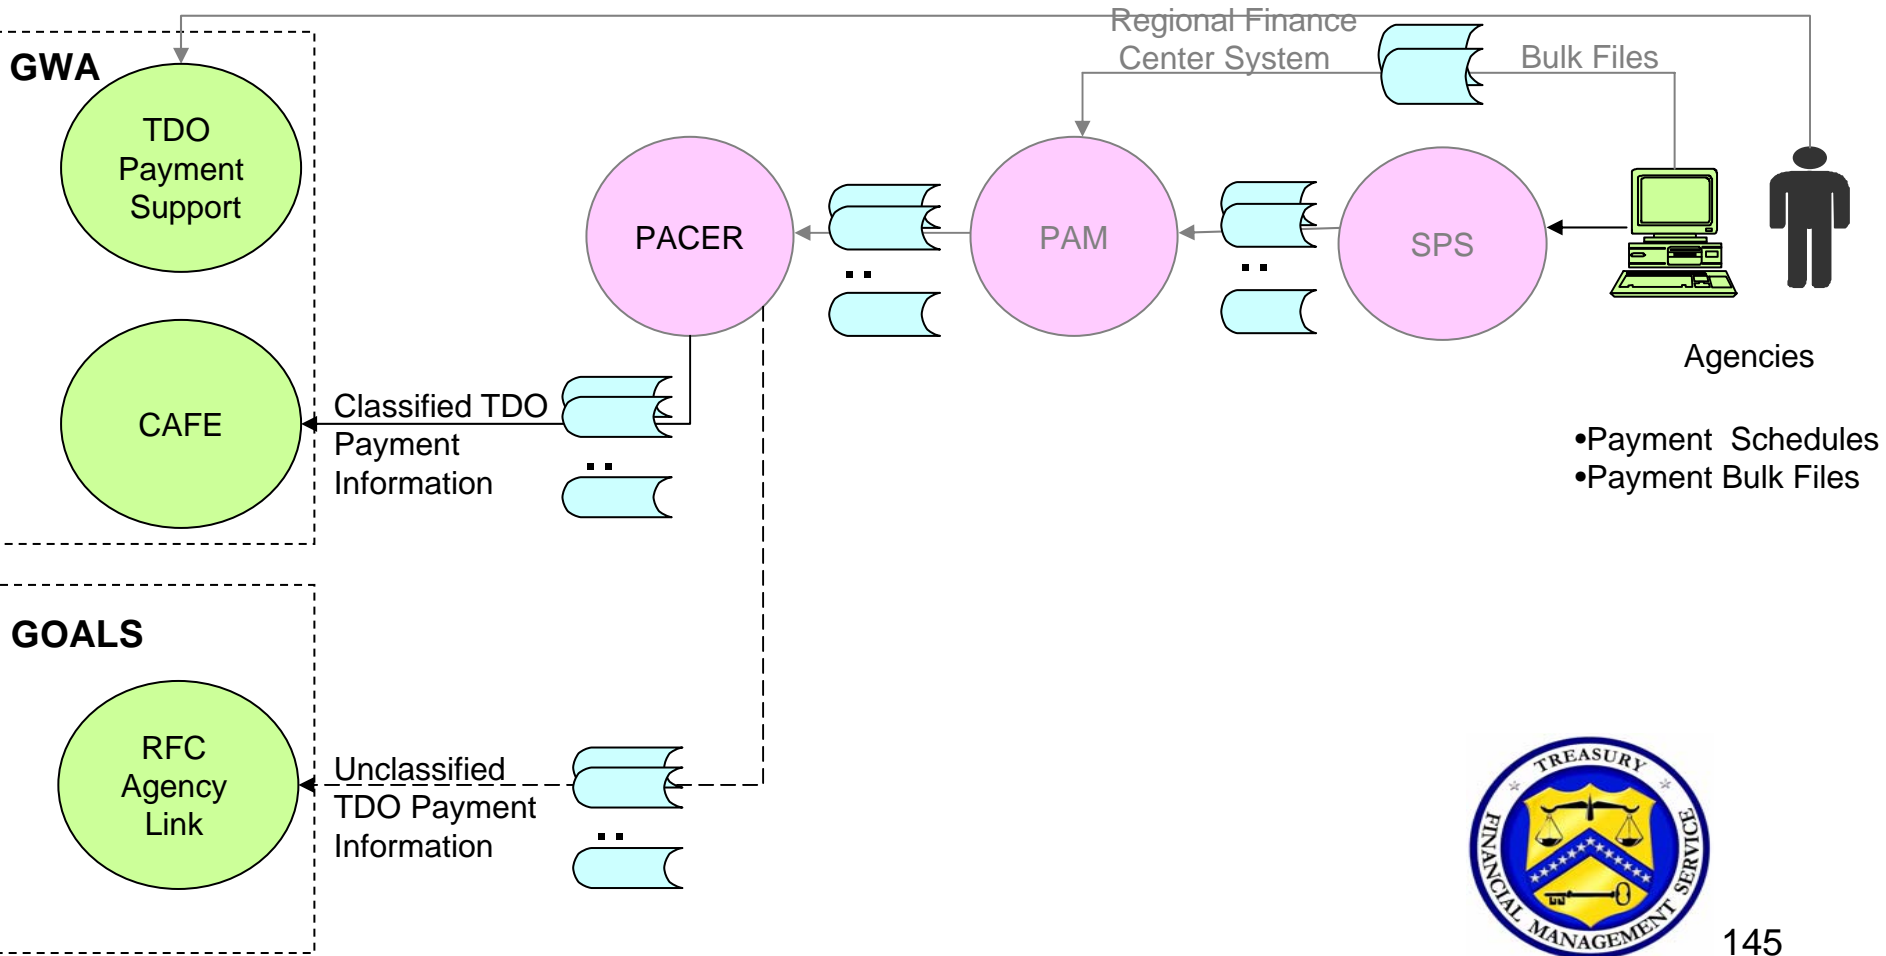 Regional Finance
Center System
Bulk Files
GWA
TDO
Payment
Support
PACER
PAM
SPS
Agencies
•Payment Schedules
•Payment Bulk Files
CAFE
Classified TDO
Payment
Information
GOALS
RFC
Agency
Link
Unclassified
TDO Payment
Information
TREASURY
FINANCIAL MANAGEMENT SERVICE
145